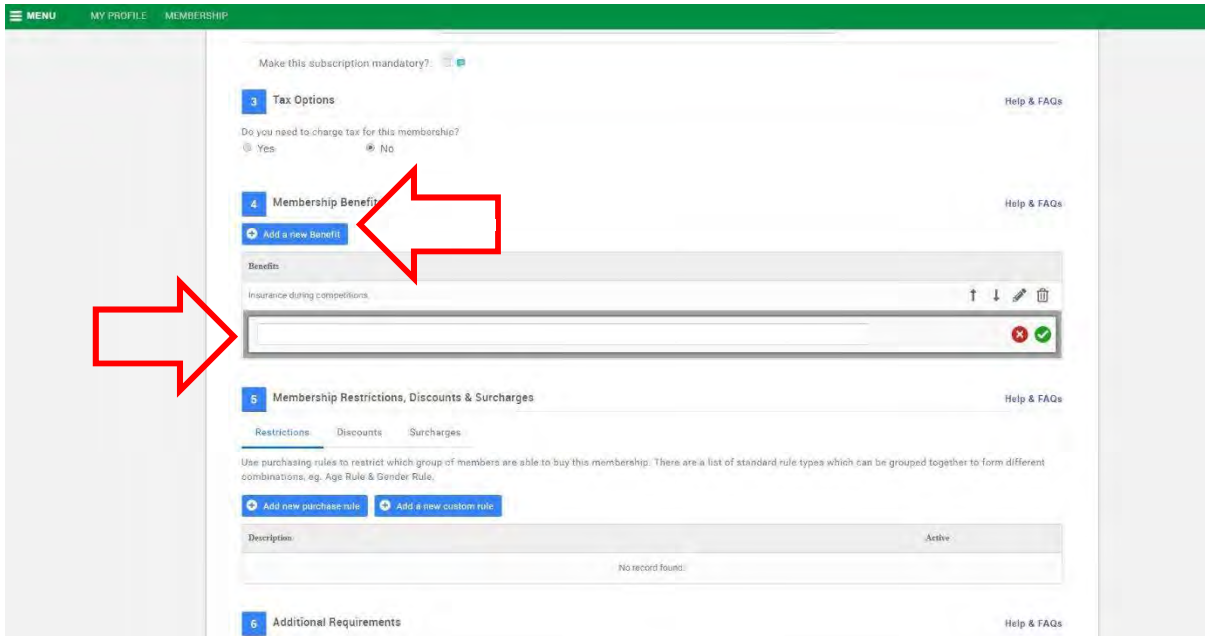 MENU MY PROFILE MEMBERSHIP
Make this subscription mandatory?
3 Tax Options Help & FAQs
Do you need to charge tax for this membership?
Yes No
4 Membership Benefit Help & FAQs
Add a new Benefit
Benefits
Insurance during competitions.
5 Membership Restrictions, Discounts & Surcharges Help & FAQs
Restrictions Discounts Surcharges
Use purchasing rules to restrict which group of members are able to buy this membership. There are a list of standard rule types which can be grouped together to form different
combinations, eg. Age Rule & Gender Rule.
Add new purchase rule Add a new custom rule
Description Active
No record found.
6 Additional Requirements Help & FAQs